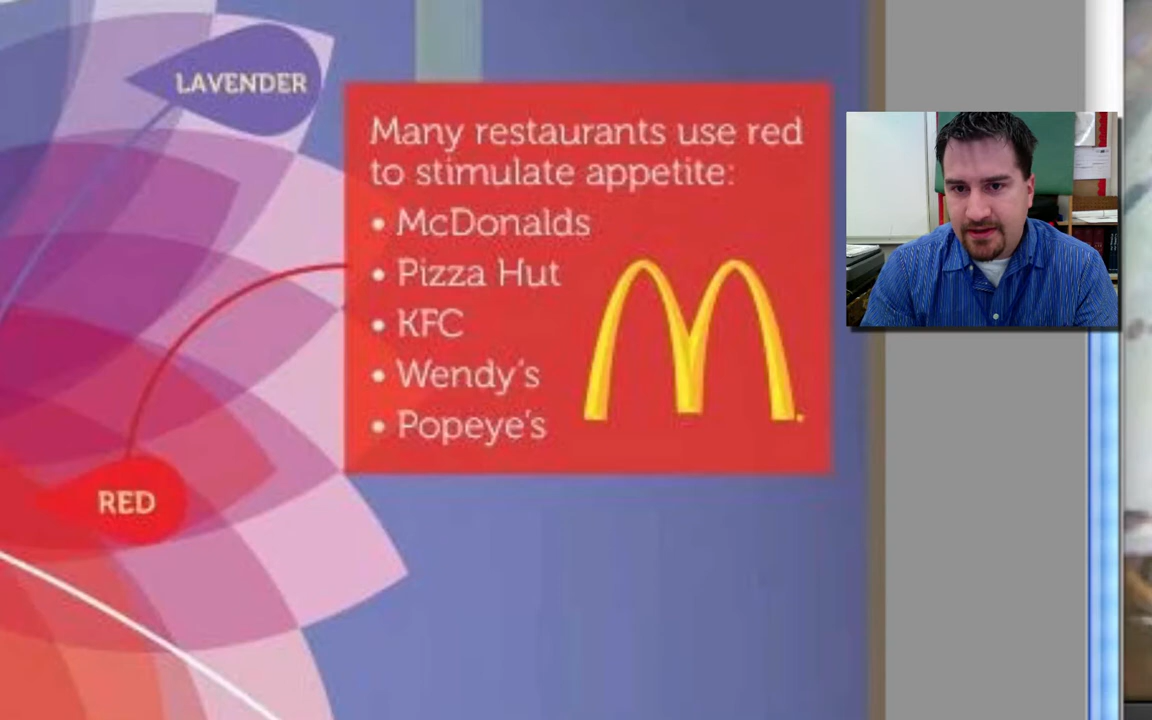 LAVENDER
Many restaurants use red
to stimulate appetite:
• McDonalds
• Pizza Hut
• KFC
• Wendy's
• Popeye's
RED